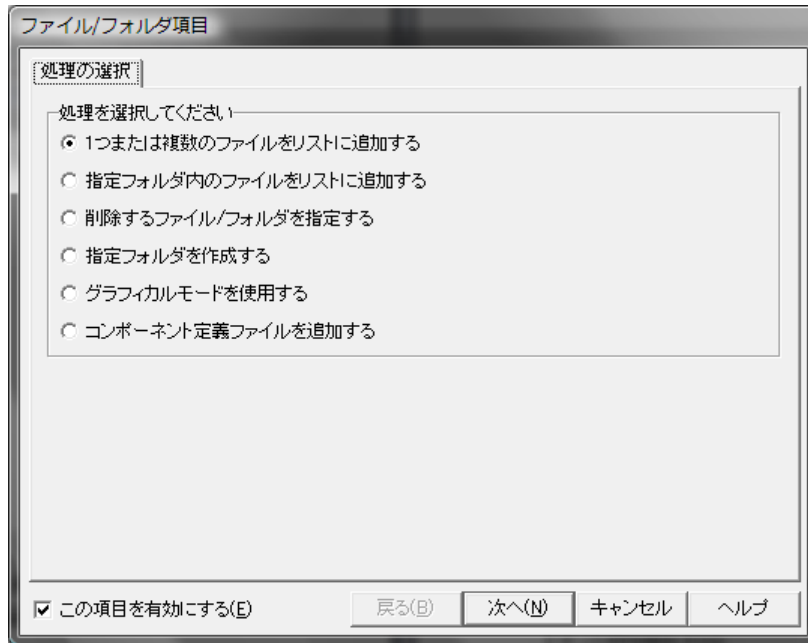 ファイル/フォルダ項目
処理の選択
処理を選択してください
1つまたは複数のファイルをリストに追加する
指定フォルダ内のファイルをリストに追加する
削除するファイル/フォルダを指定する
指定フォルダを作成する
グラフィカルモードを使用する
コンポーネント定義ファイルを追加する
この項目を有効にする(E) 戻る(B) 次へ(N) キャンセル ヘルプ